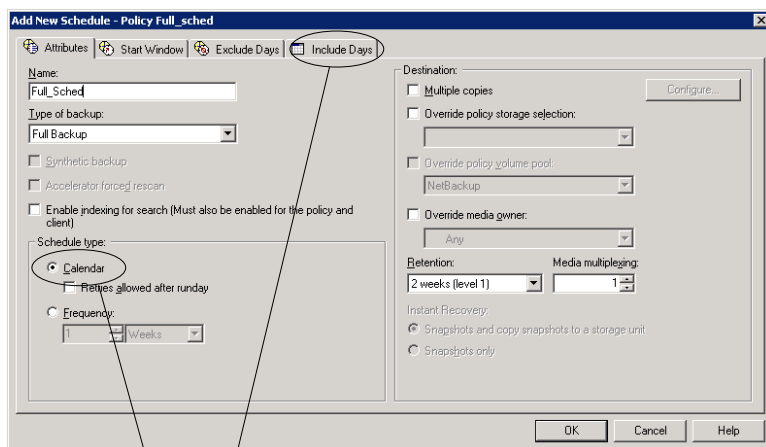 Add New Schedule - Policy Full_sched
Attributes
Start Window
Exclude Days
Include Days
Name:
Full_Sched
Type of backup:
Full Backup
Synthetic backup
Accelerator forced rescan
Enable indexing for search (Must also be enabled for the policy and
client)
Schedule type:
Calendar
Retries allowed after runday
Frequency:
1 Weeks
Destination:
Multiple copies
Configure...
Override policy storage selection:
Override policy volume pool:
NetBackup
Override media owner:
Any
Retention:
Media multiplexing:
2 weeks (level 1)
1
Instant Recovery:
Snapshots and copy snapshots to a storage unit
Snapshots only
OK
Cancel
Help